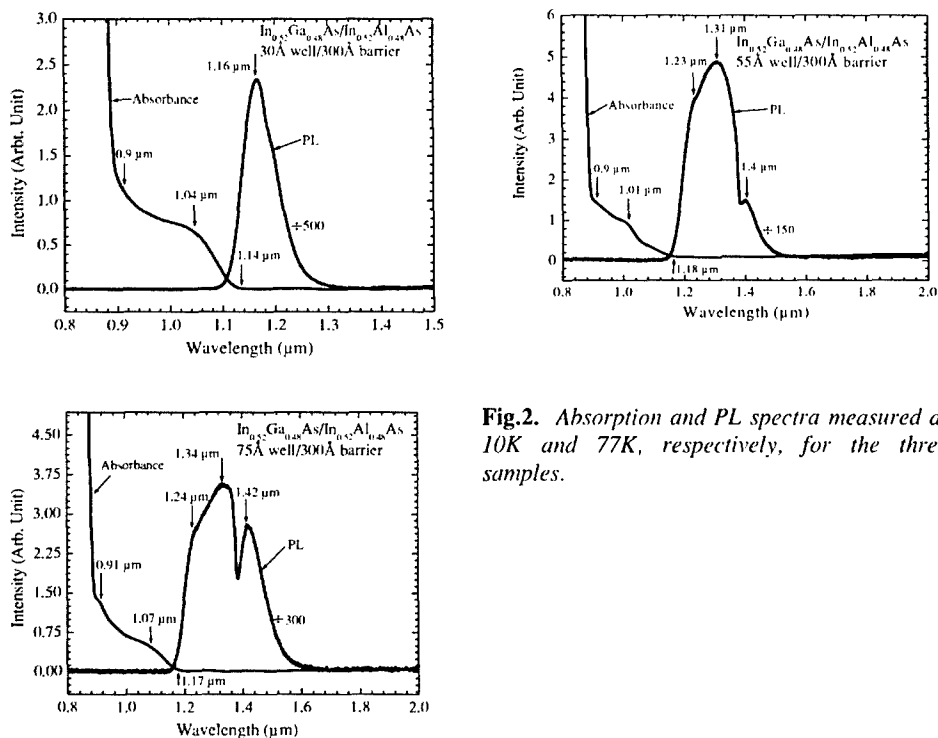 In0.52Ga0.48As/In0.52Al0.48As
30Å well/300Å barrier
1.16 µm
Absorbance
0.9 µm
PL
1.04 µm
÷500
1.14 µm
Intensity (Arbt. Unit)
3.0
2.5
2.0
1.5
1.0
0.5
0.0
0.8 0.9 1.0 1.1 1.2 1.3 1.4 1.5
Wavelength (µm)
1.31 µm
In0.52Ga0.48As/In0.52Al0.48As
55Å well/300Å barrier
1.23 µm
Absorbance
PL
0.9 µm
1.4 µm
1.01 µm
÷150
1.18 µm
Intensity (Arb. Unit)
6
5
4
3
2
1
0
0.8 1.0 1.2 1.4 1.6 1.8 2.0
Wavelength (µm)
In0.52Ga0.48As/In0.52Al0.48As
75Å well/300Å barrier
1.34 µm
Absorbance
1.24 µm
1.42 µm
PL
0.91 µm
1.07 µm
÷300
1.17 µm
Intensity (Arb. Unit)
4.50
3.75
3.00
2.25
1.50
0.75
0.00
0.8 1.0 1.2 1.4 1.6 1.8 2.0
Wavelength (µm)
Fig.2. Absorption and PL spectra measured
10K and 77K, respectively, for the
samples.